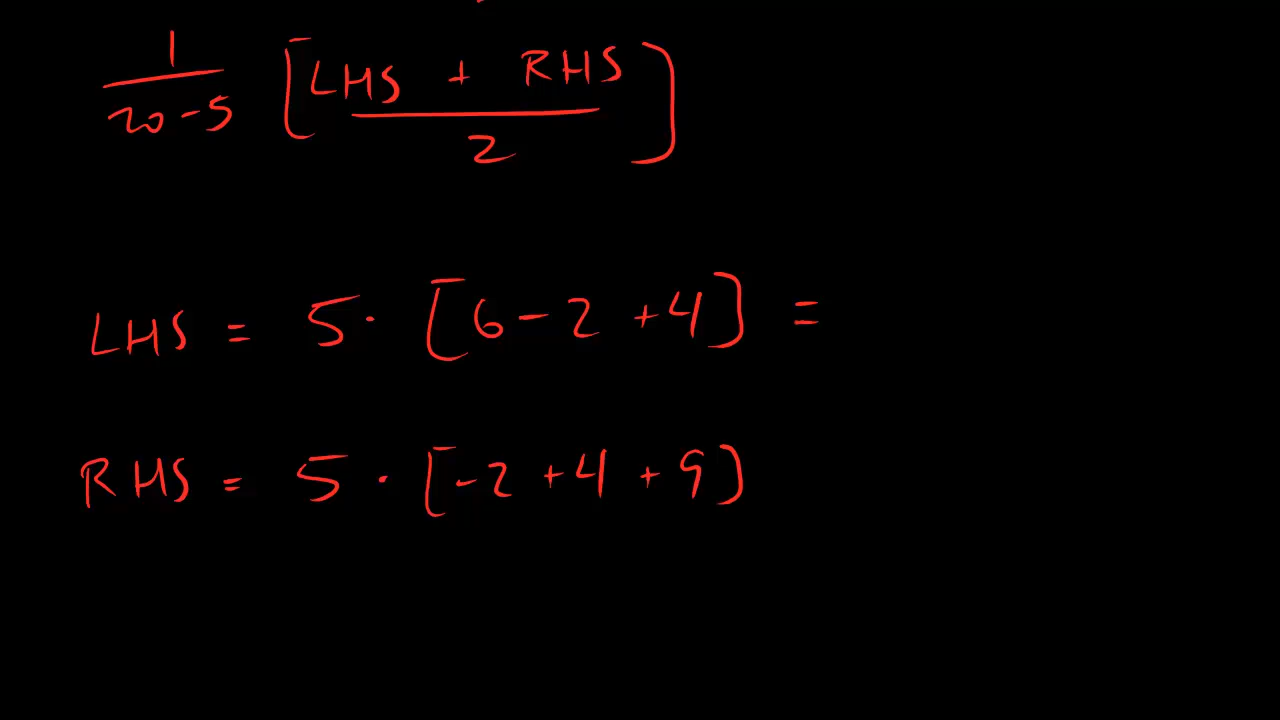 1/(20-5) [(LHS + RHS)/2]
LHS = 5 · [6 - 2 + 4] =
RHS = 5 · [-2 + 4 + 9]